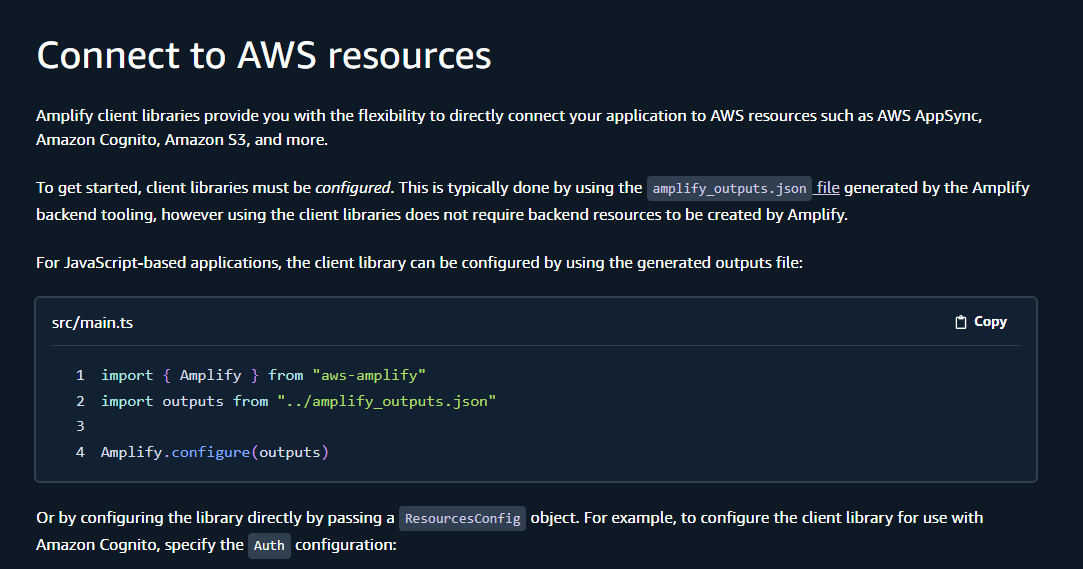 Connect to AWS resources
Amplify client libraries provide you with the flexibility to directly connect your application to AWS resources such as AWS AppSync,
Amazon Cognito, Amazon S3, and more.
To get started, client libraries must be configured. This is typically done by using the amplify_outputs.json file generated by the Amplify
backend tooling, however using the client libraries does not require backend resources to be created by Amplify.
For JavaScript-based applications, the client library can be configured by using the generated outputs file:
src/main.ts Copy
1 import { Amplify } from "aws-amplify"
2 import outputs from "../amplify_outputs.json"
3
4 Amplify.configure(outputs)
Or by configuring the library directly by passing a ResourcesConfig object. For example, to configure the client library for use with
Amazon Cognito, specify the Auth configuration: